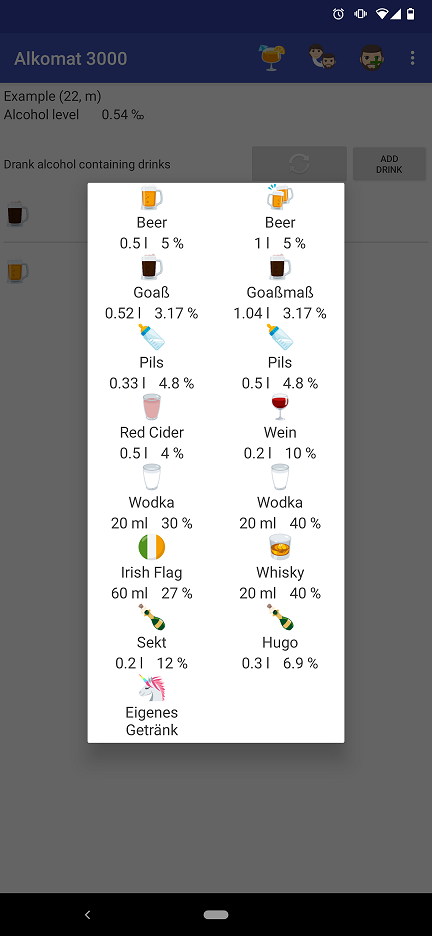 Alkomat 3000
Example (22, m)
Alcohol level 0.54 ‰
Drank alcohol containing drinks
ADD
DRINK
Beer Beer
0.5 l 5 % 1 l 5 %
Goaß Goaßmaß
0.52 l 3.17 % 1.04 l 3.17 %
Pils Pils
0.33 l 4.8 % 0.5 l 4.8 %
Red Cider Wein
0.5 l 4 % 0.2 l 10 %
Wodka Wodka
20 ml 30 % 20 ml 40 %
Irish Flag Whisky
60 ml 27 % 20 ml 40 %
Sekt Hugo
0.2 l 12 % 0.3 l 6.9 %
Eigenes
Getränk